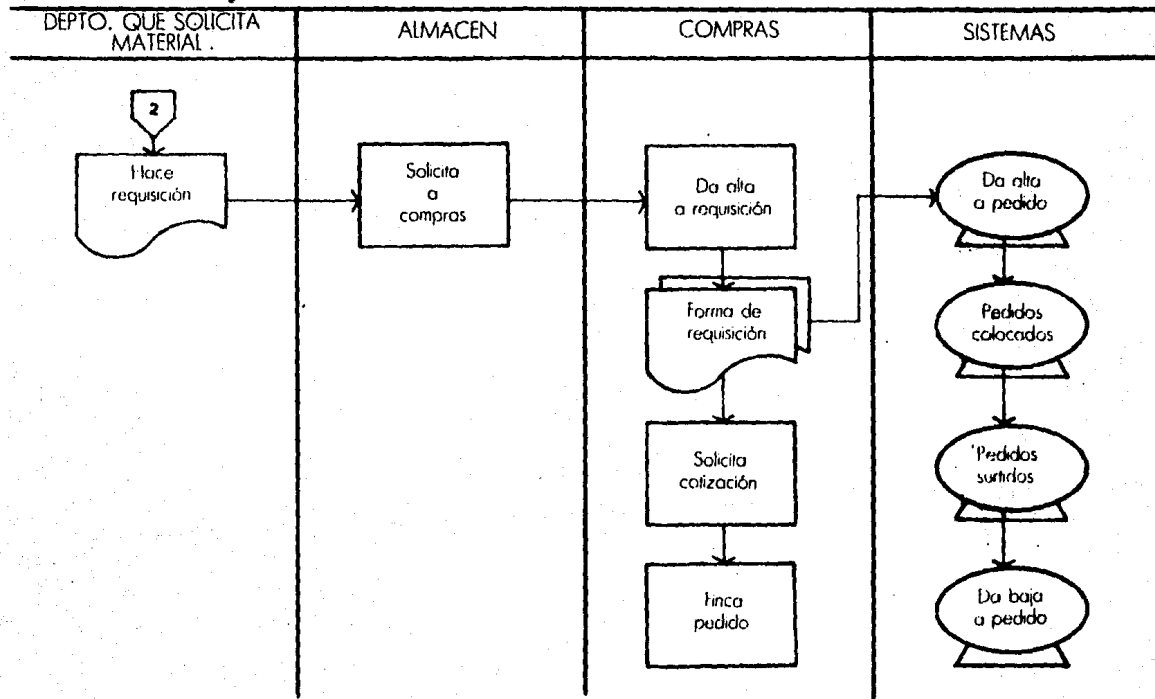 DEPTO. QUE SOLICITA
MATERIAL.
ALMACEN
COMPRAS
SISTEMAS
2
Hace
requisición
Solicita
a
compras
Da alta
a requisición
Forma de
requisición
Solicita
cotización
Finca
pedido
Da alta
a pedido
Pedidos
colocados
Pedidos
surtidos
Da baja
a pedido